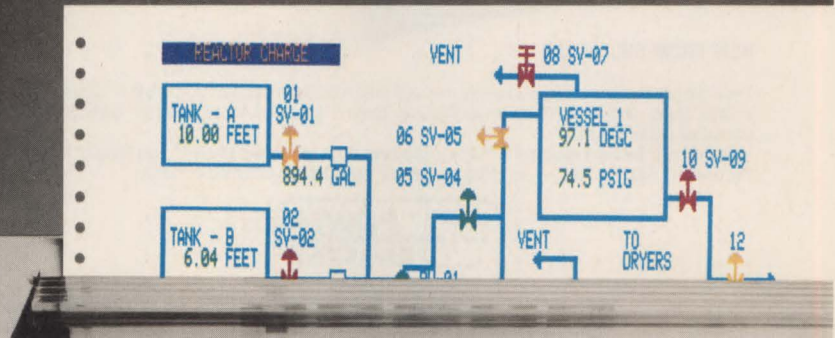 REACTOR CHARGE
VENT
08 SV-07
01
SV-01
TANK - A
10.00 FEET
894.4 GAL
06 SV-05
05 SV-04
VESSEL 1
97.1 DEGC
74.5 PSIG
10 SV-09
02
SV-02
TANK - B
6.04 FEET
VENT
TO
DRYERS
12